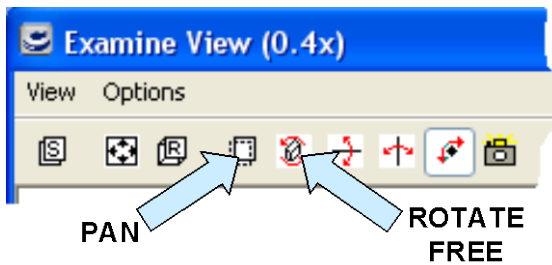 Examine View (0.4x)
View Options
S R
PAN
ROTATE
FREE